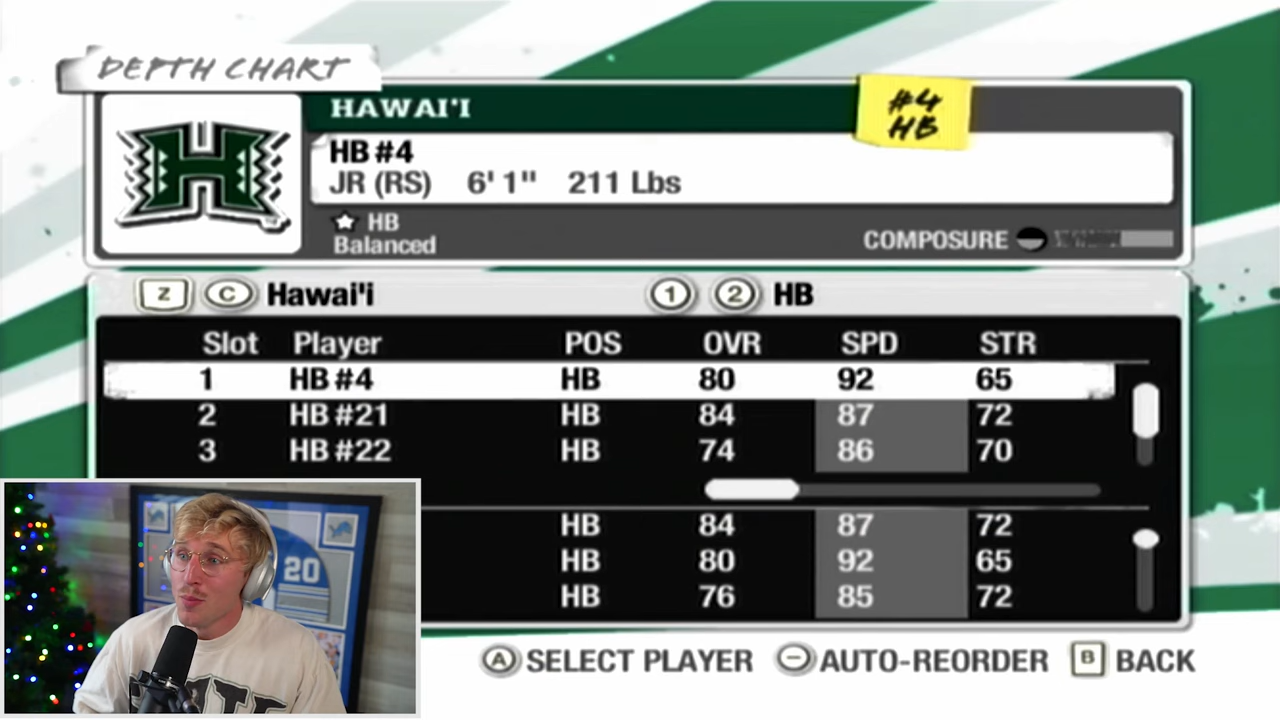 DEPTH CHART
HAWAI'I
#4
HB
HB #4
JR (RS) 6' 1" 211 Lbs
HB
Balanced
COMPOSURE
Z C Hawai'i 1 2 HB
Slot Player POS OVR SPD STR
1 HB #4 HB 80 92 65
2 HB #21 HB 84 87 72
3 HB #22 HB 74 86 70
HB 84 87 72
HB 80 92 65
HB 76 85 72
20
A SELECT PLAYER - AUTO-REORDER B BACK